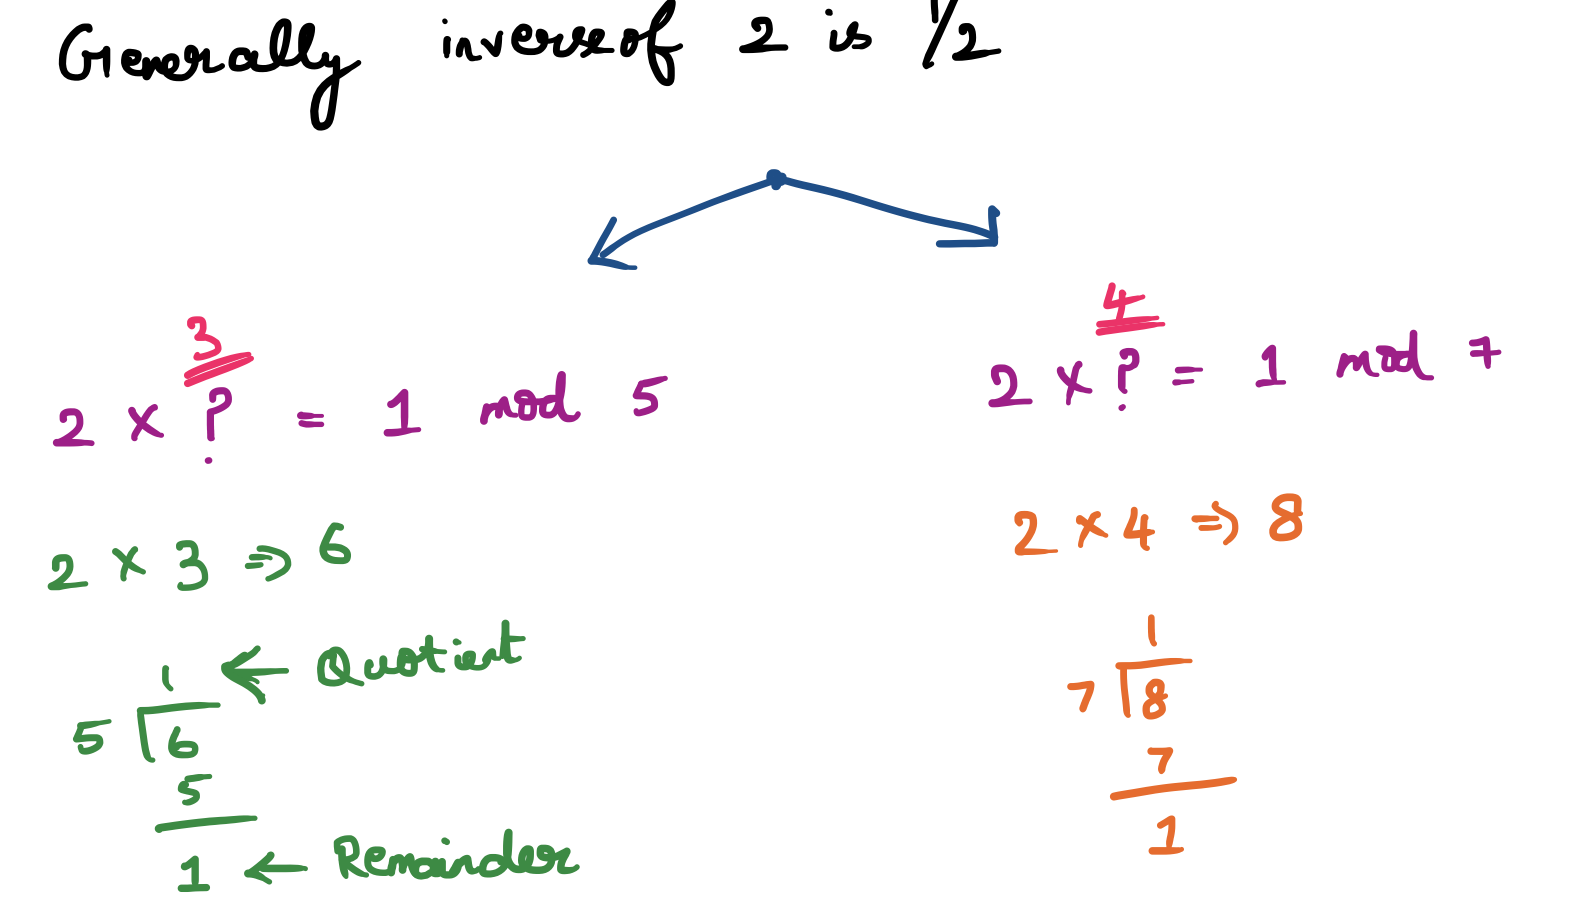 Generally inverse of 2 is 1/2
3
2 × ? = 1 mod 5
2 × 3 => 6
1 ← Quotient
5 6
5
1 ← Remainder
4
2 × ? = 1 mod 7
2 × 4 => 8
1
7 8
7
1